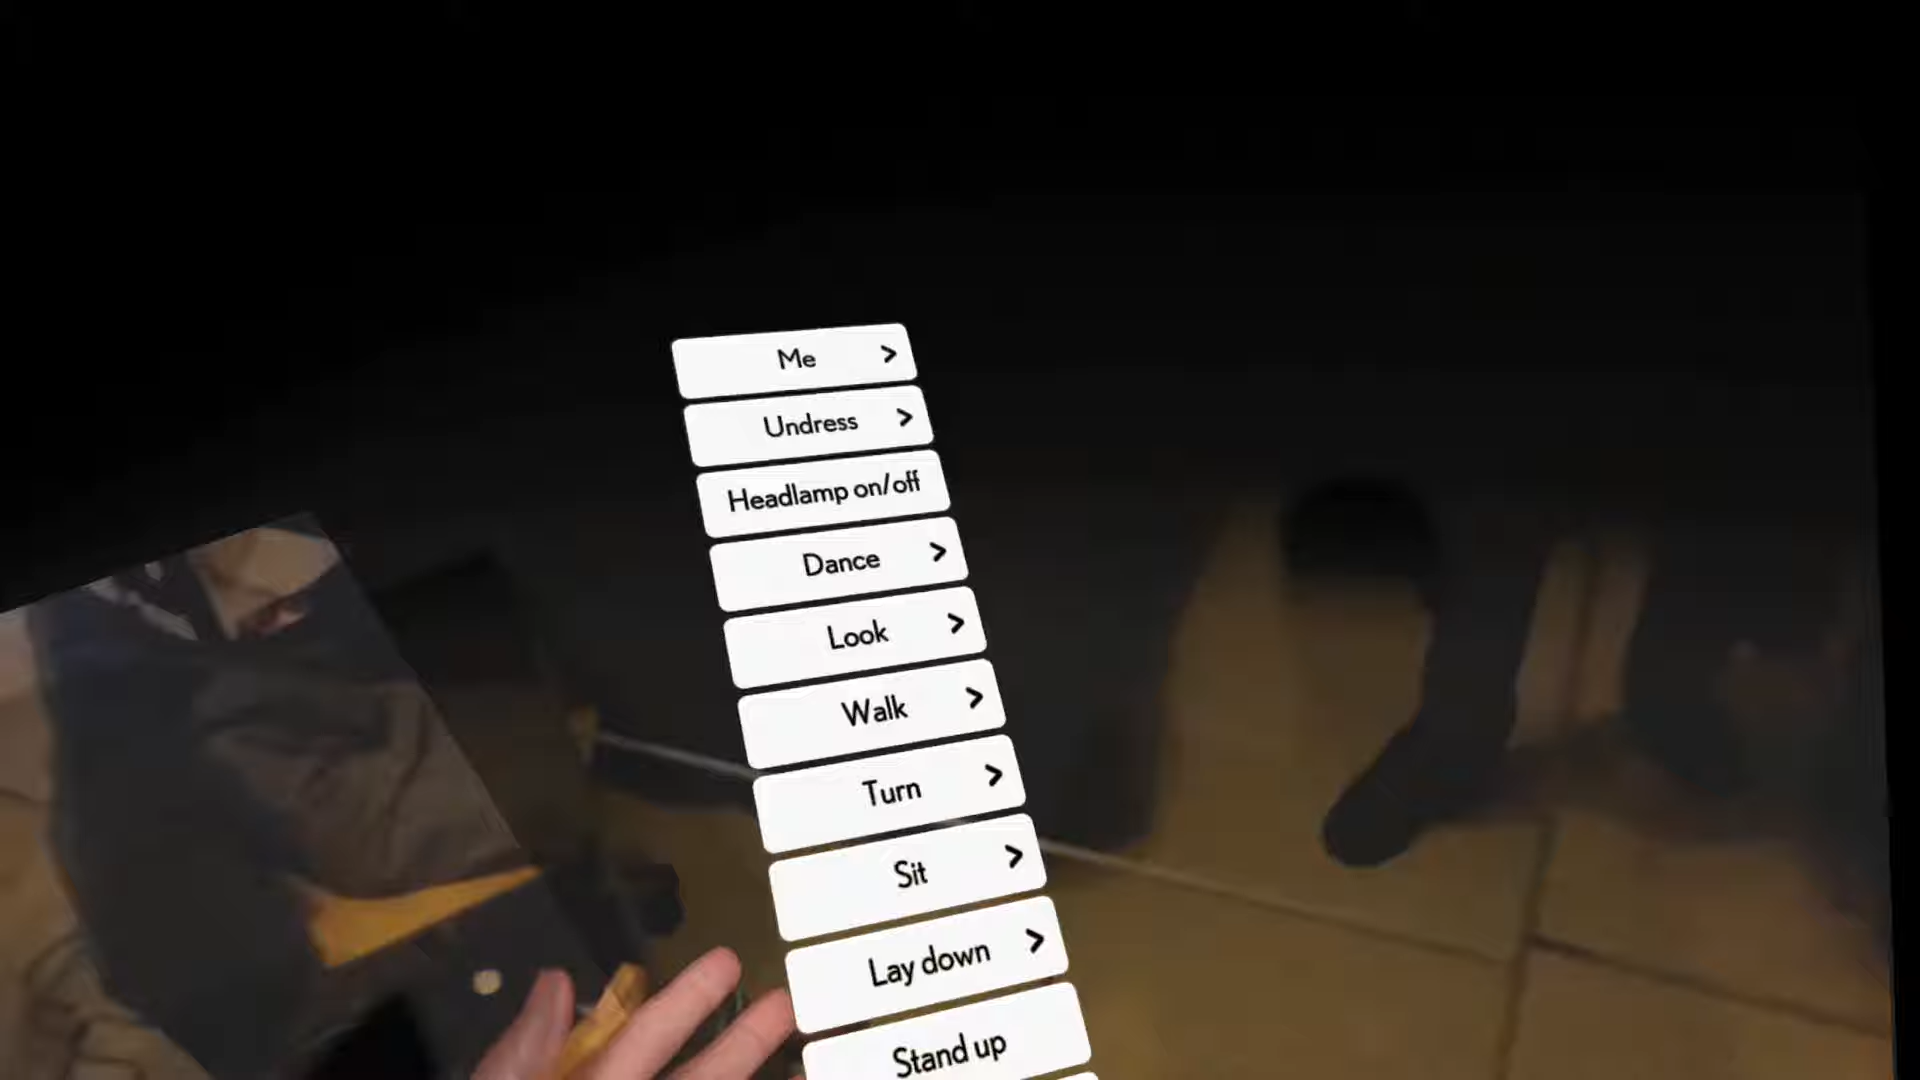 Me >
Undress >
Headlamp on/off
Dance >
Look >
Walk >
Turn >
Sit >
Lay down >
Stand up